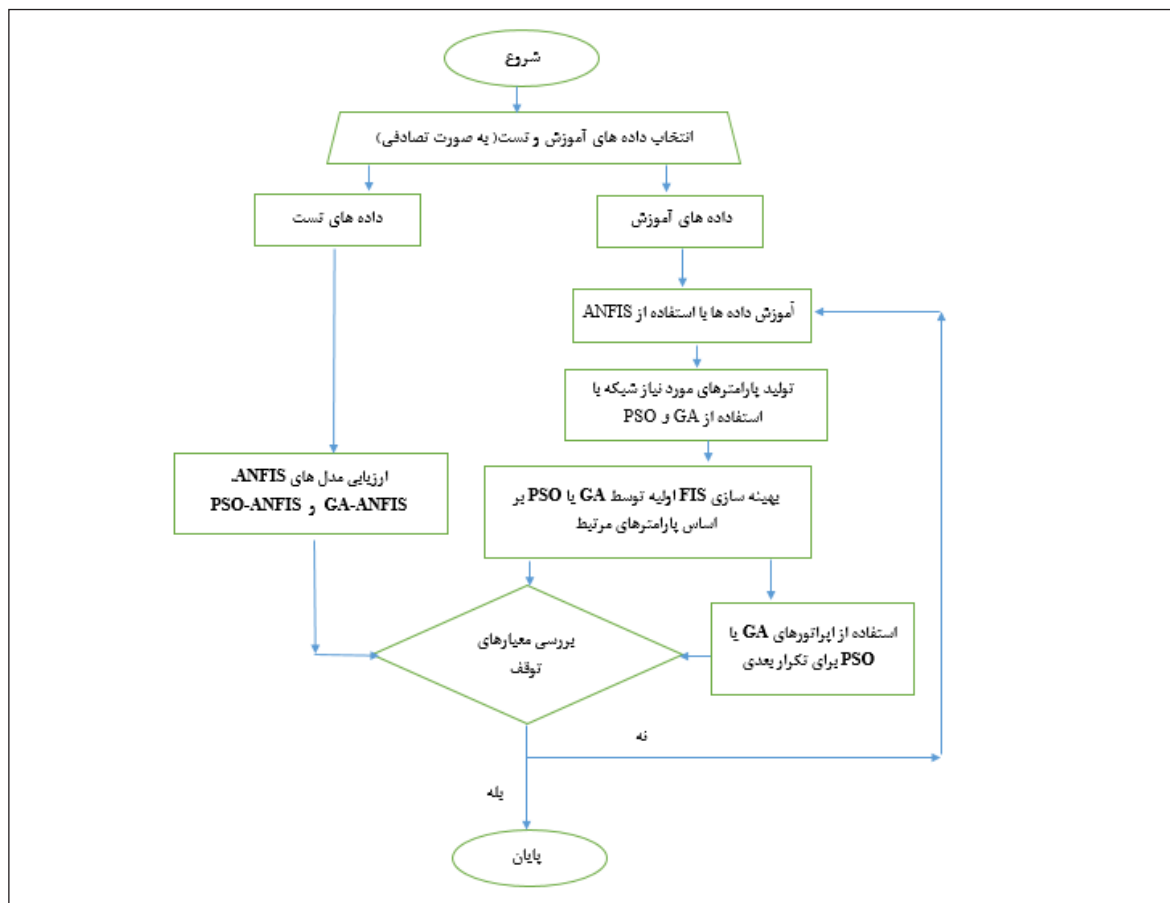 شروع
انتخاب داده های آموزش و تست( به صورت تصادفی)
داده های آموزش
داده های تست
آموزش داده ها با استفاده از ANFIS
تولید پارامترهای مورد نیاز شبکه با
استفاده از GA و PSO
ارزیابی مدل های ANFIS،
GA-ANFIS و PSO-ANFIS
بهینه سازی FIS اولیه توسط GA یا PSO بر
اساس پارامترهای مرتبط
استفاده از اپراتورهای GA یا
PSO برای تکرار بعدی
بررسی معیارهای
توقف
نه
بله
پایان